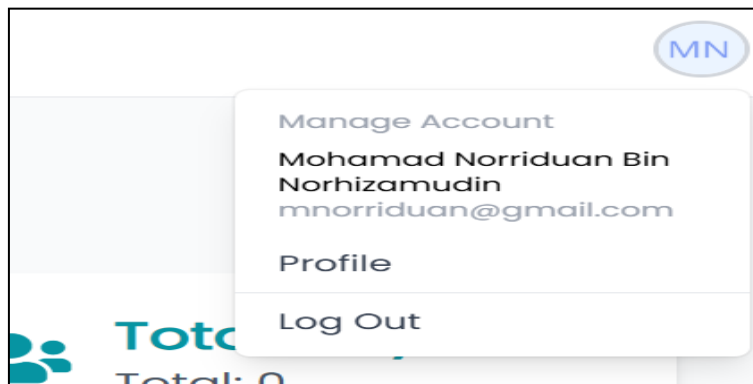 MN
Manage Account
Mohamad Norriduan Bin
Norhizamudin
mnorriduan@gmail.com
Profile
Log Out
Total: 0